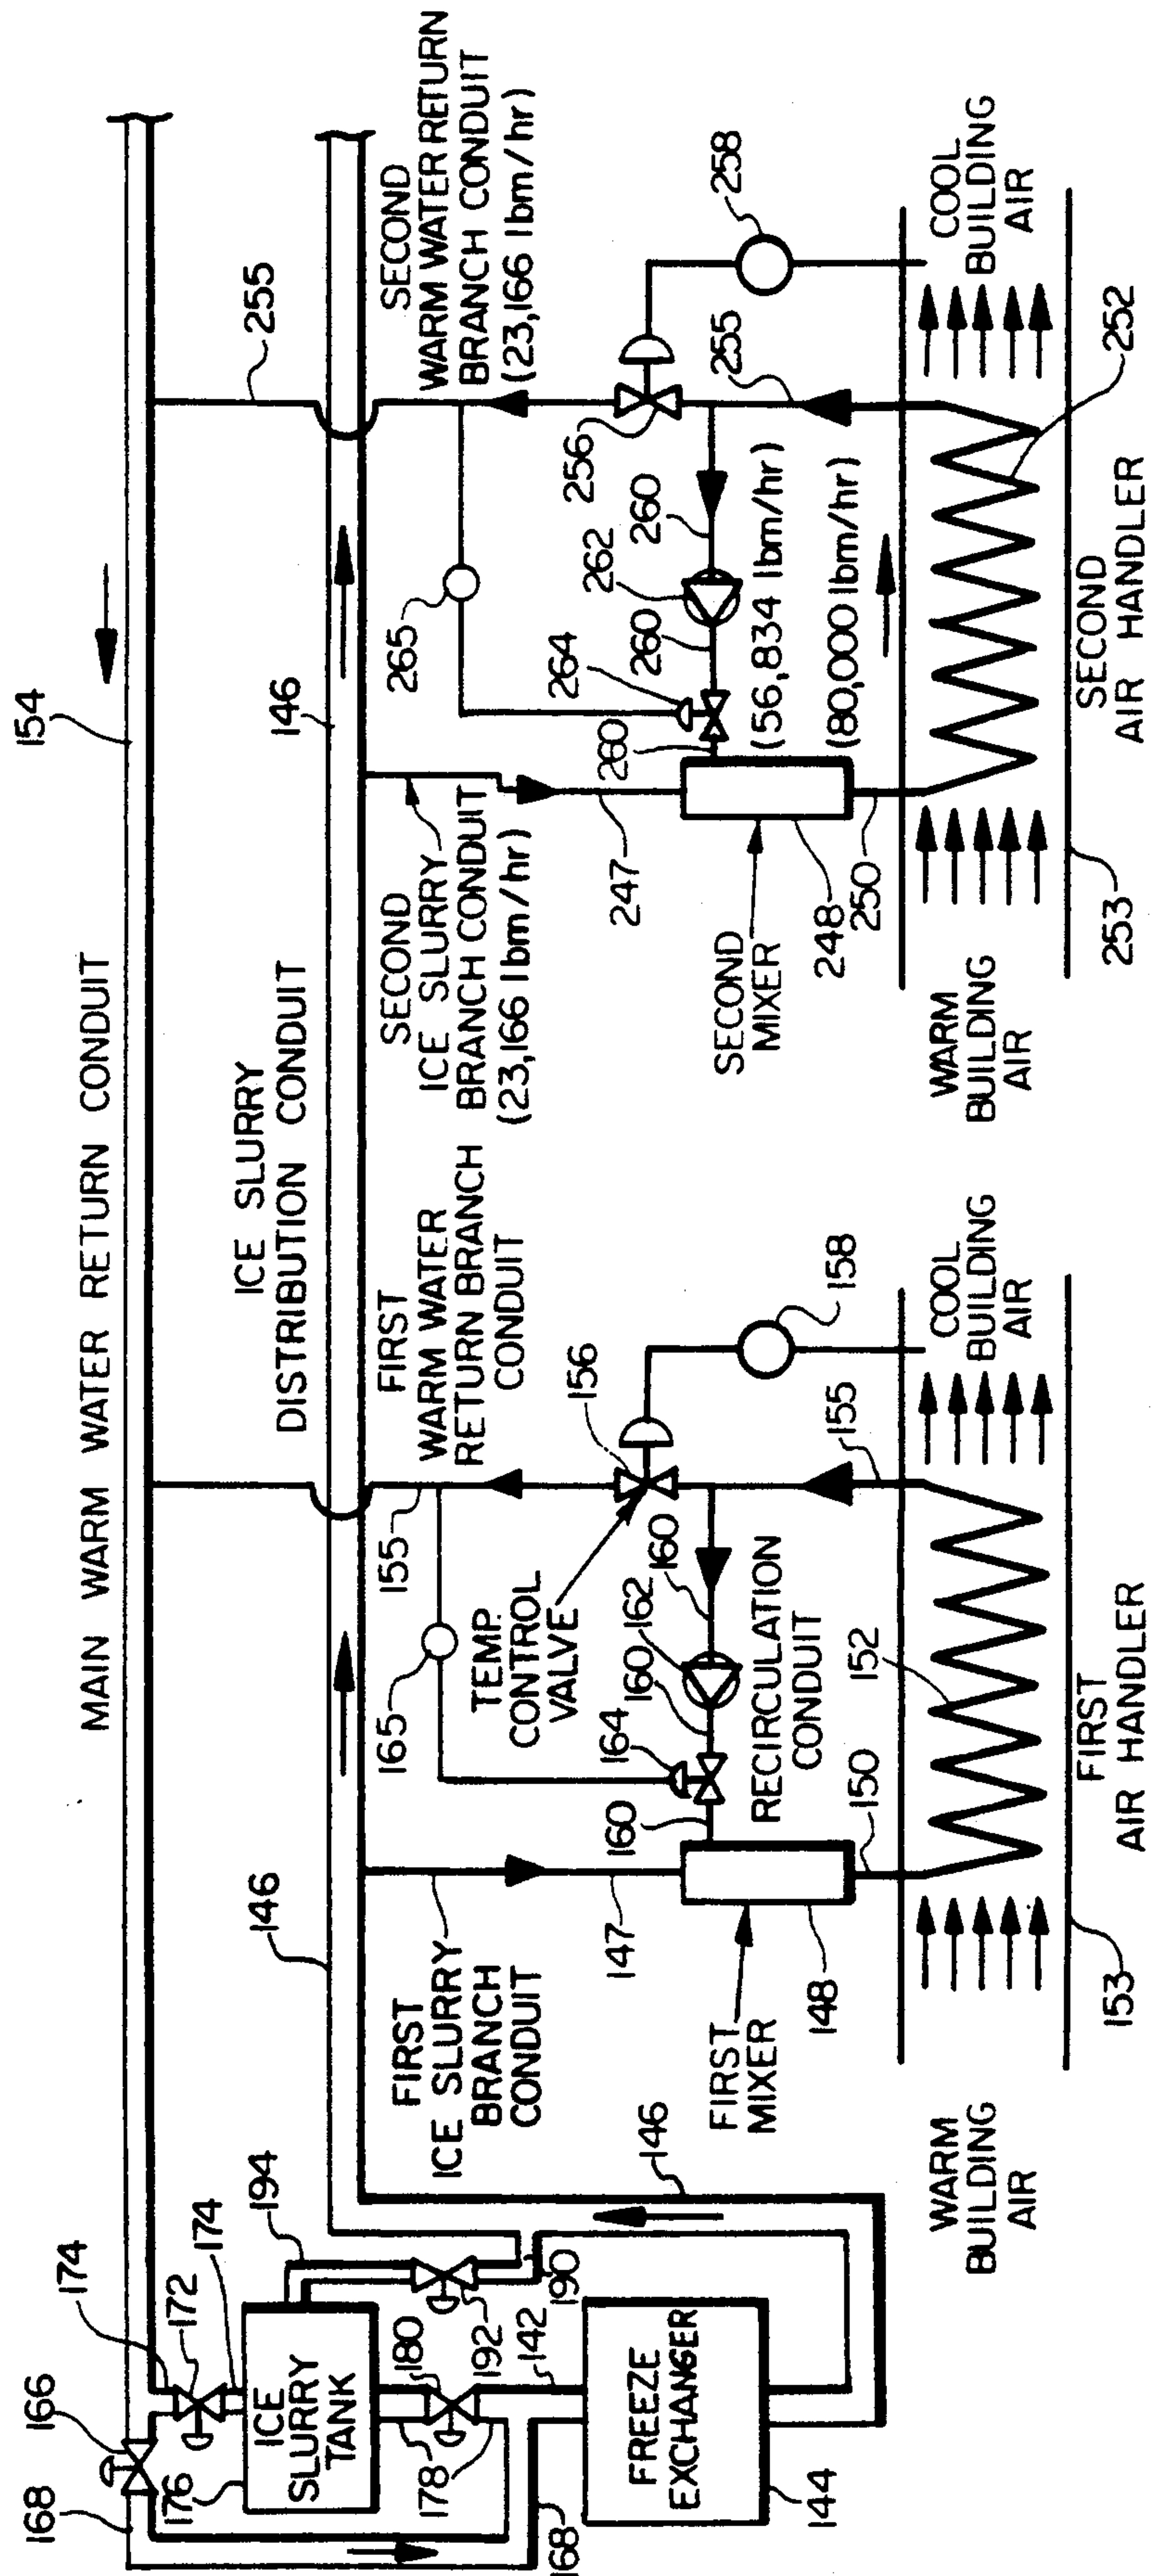 MAIN WARM WATER RETURN CONDUIT
154
255
ICE SLURRY
DISTRIBUTION CONDUIT
146
146
168
166
174
172
174
176
ICE
SLURRY
TANK
194
178
180
192
190
142
168
FREEZE
EXCHANGER
144
146
FIRST
ICE SLURRY
BRANCH
CONDUIT
147
FIRST
MIXER
148
150
160
164
160
162
160
165
155
RECIRCULATION
CONDUIT
TEMP.
CONTROL
VALVE
156
FIRST
WARM WATER
RETURN BRANCH
CONDUIT
158
155
152
WARM
BUILDING
AIR
COOL
BUILDING
AIR
153
FIRST
AIR HANDLER
SECOND
ICE SLURRY
BRANCH CONDUIT
(23,166 lbm/hr)
247
SECOND
MIXER
248
250
260
264
260
262
260
265
(56,834 lbm/hr)
(80,000 lbm/hr)
256
SECOND
WARM WATER RETURN
BRANCH CONDUIT
(23,166 lbm/hr)
258
255
252
WARM
BUILDING
AIR
COOL
BUILDING
AIR
253
SECOND
AIR HANDLER